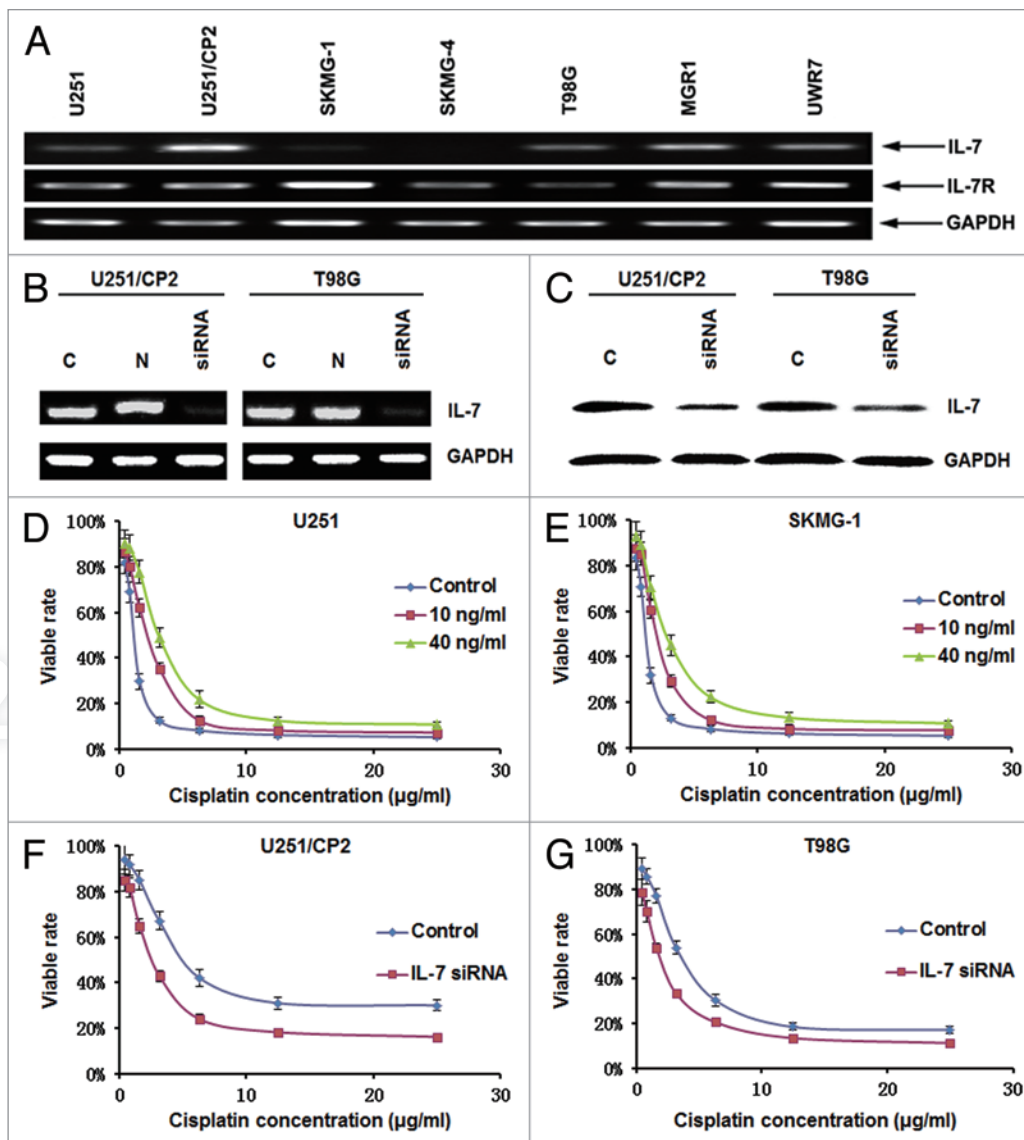 A
U251
U251/CP2
SKMG-1
SKMG-4
T98G
MGR1
UWR7
IL-7
IL-7R
GAPDH
B
U251/CP2
T98G
C
N
siRNA
C
N
siRNA
IL-7
GAPDH
C
U251/CP2
T98G
C
siRNA
C
siRNA
IL-7
GAPDH
D
U251
Viable rate
100%
80%
60%
40%
20%
0%
Control
10 ng/ml
40 ng/ml
0
10
20
30
Cisplatin concentration (μg/ml)
E
SKMG-1
Viable rate
100%
80%
60%
40%
20%
0%
Control
10 ng/ml
40 ng/ml
0
10
20
30
Cisplatin concentration (μg/ml)
F
U251/CP2
Viable rate
100%
80%
60%
40%
20%
0%
Control
IL-7 siRNA
0
10
20
30
Cisplatin concentration (μg/ml)
G
T98G
Viable rate
100%
80%
60%
40%
20%
0%
Control
IL-7 siRNA
0
10
20
30
Cisplatin concentration (μg/ml)